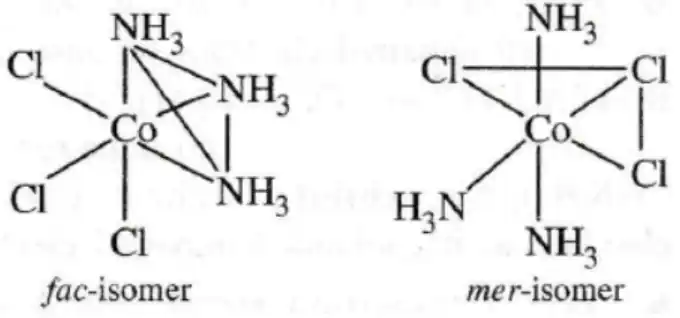 NH₃
Cl
NH₃
Co
Cl
NH₃
Cl
fac-isomer
NH₃
Cl
Cl
Co
Cl
H₃N
NH₃
mer-isomer